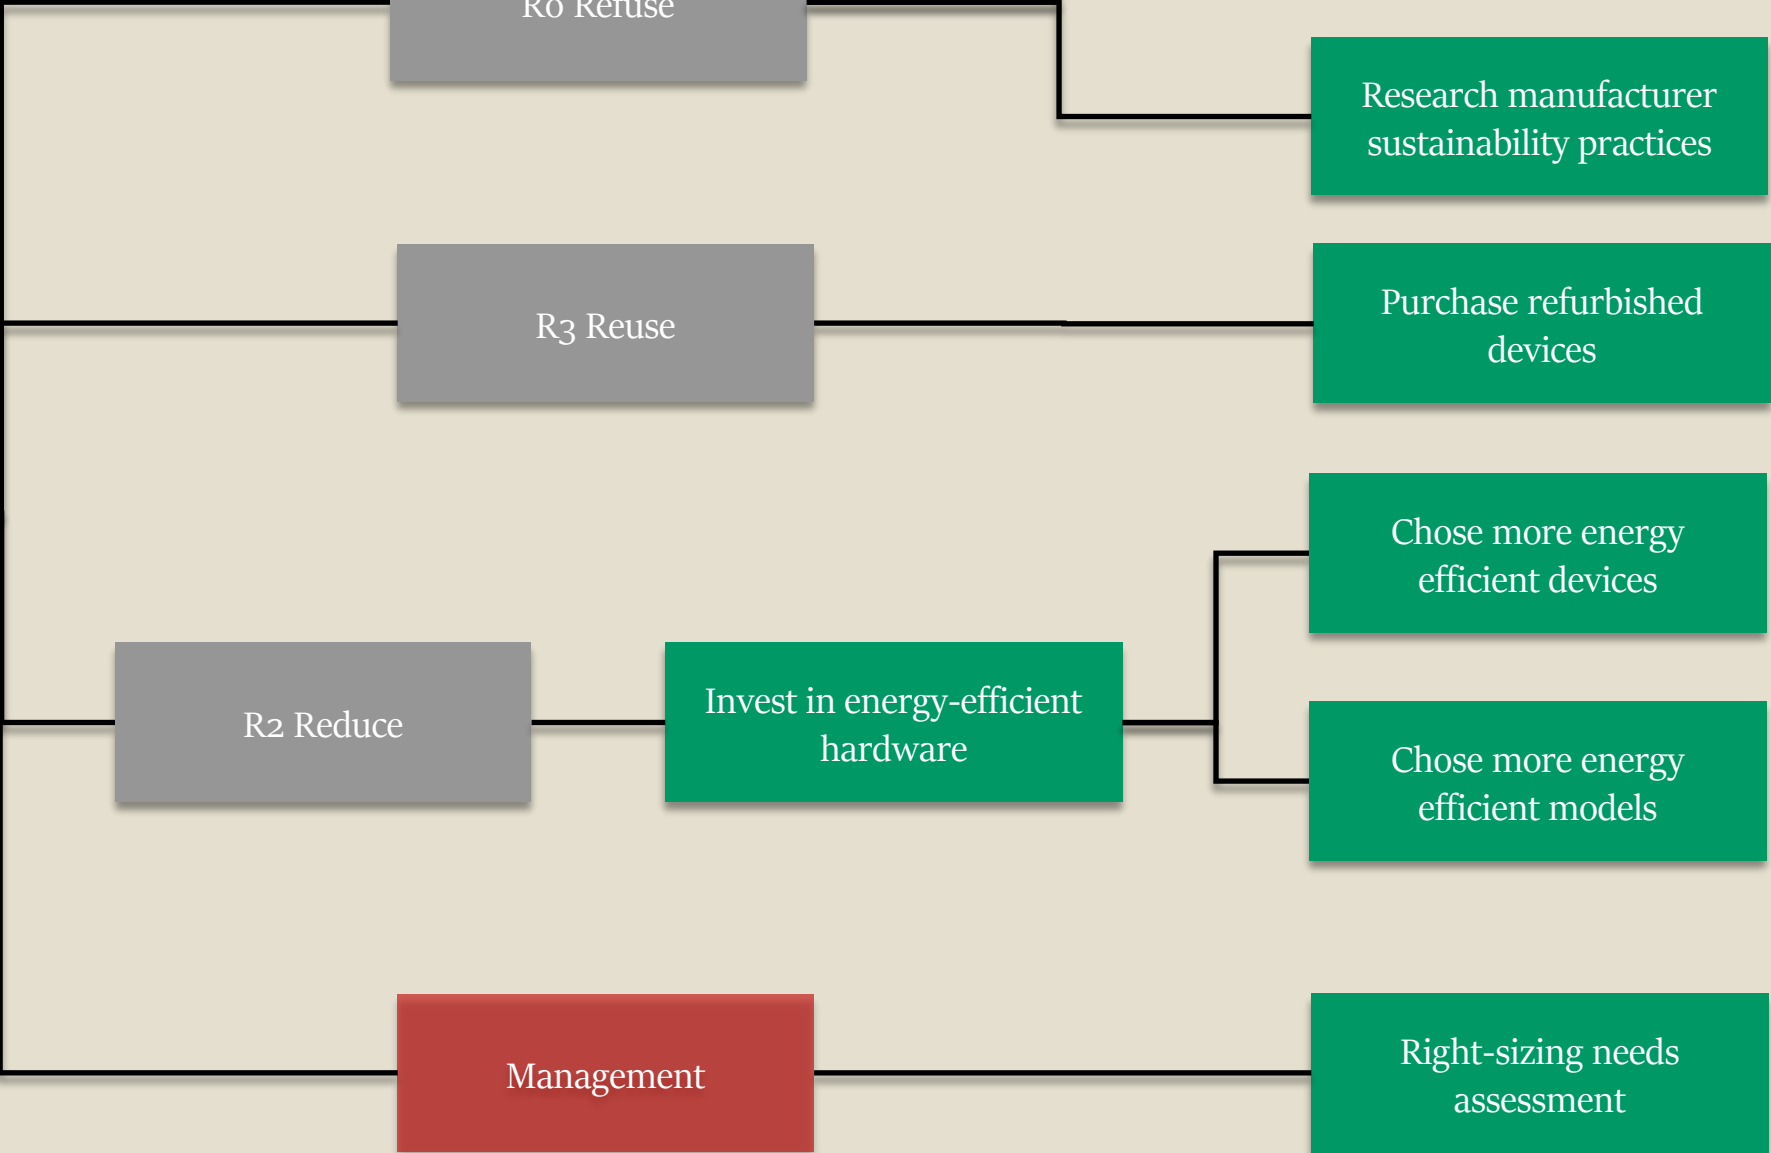 R0 Refuse
Research manufacturer
sustainability practices
R3 Reuse
Purchase refurbished
devices
Chose more energy
efficient devices
R2 Reduce
Invest in energy-efficient
hardware
Chose more energy
efficient models
Management
Right-sizing needs
assessment